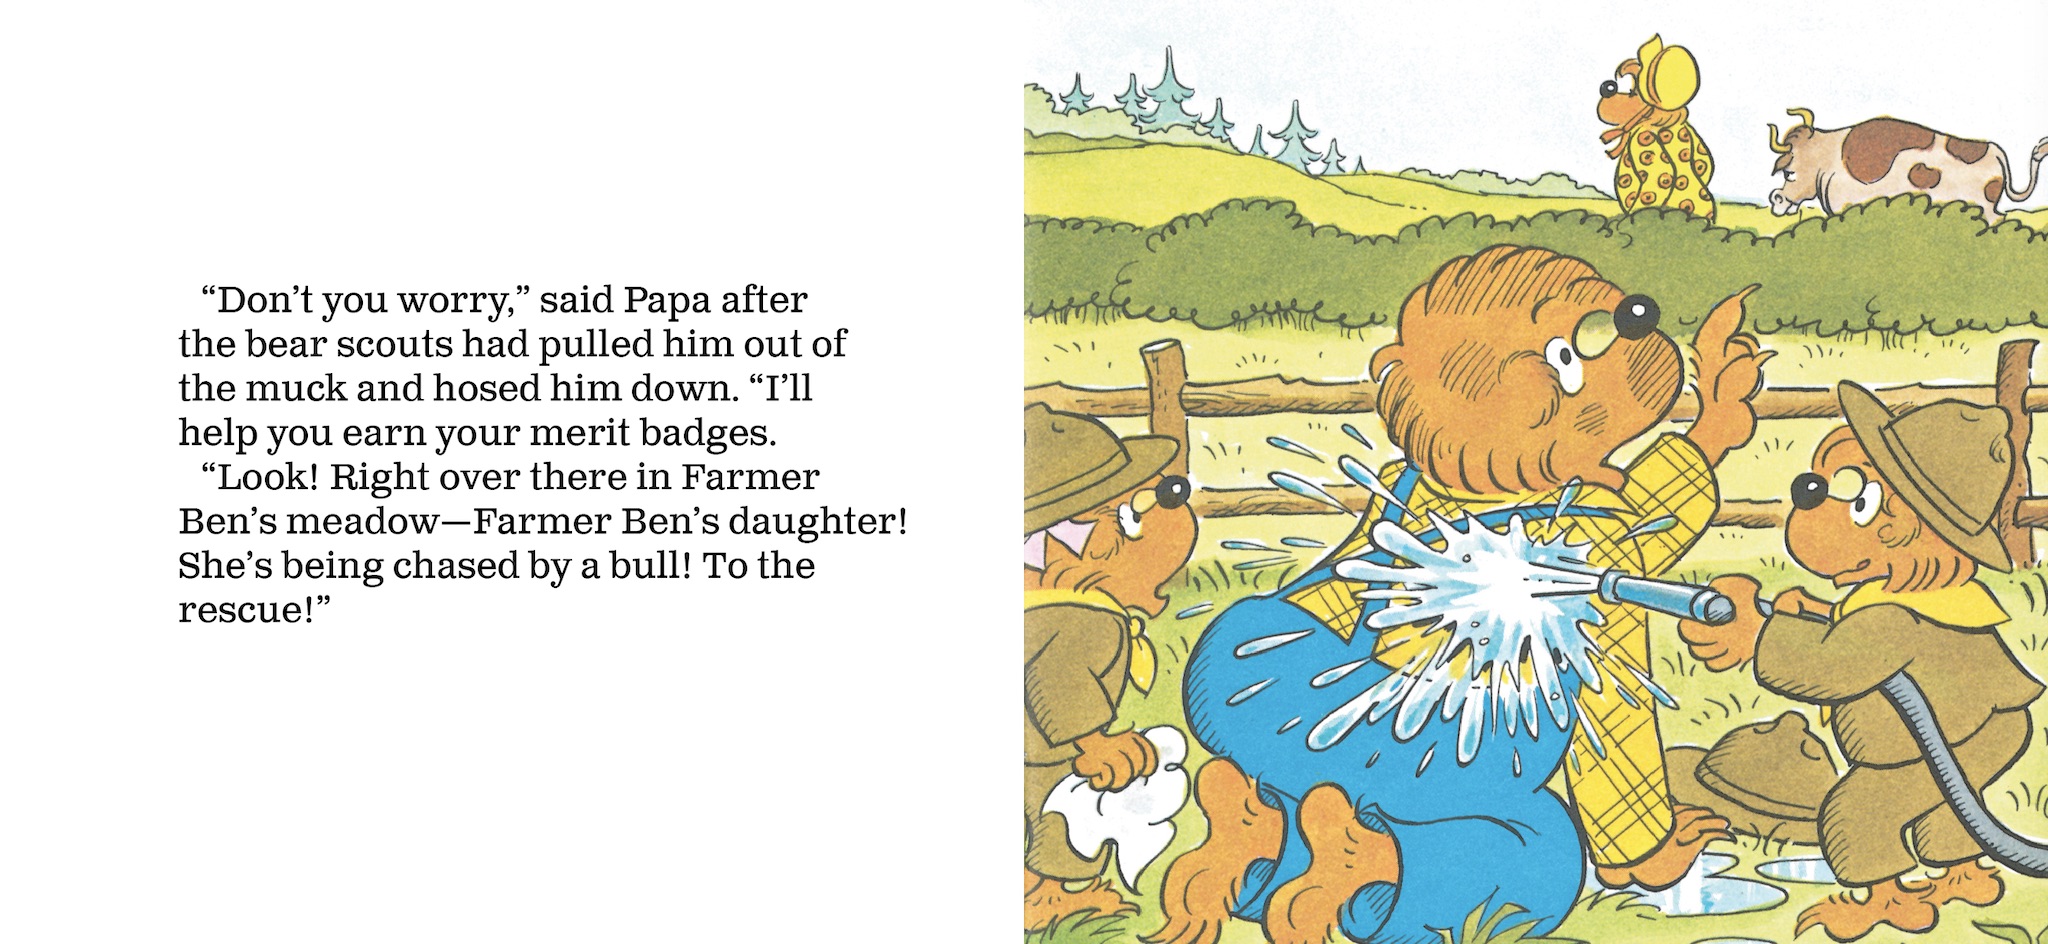 “Don’t you worry,” said Papa after
the bear scouts had pulled him out of
the muck and hosed him down. “I’ll
help you earn your merit badges.
“Look! Right over there in Farmer
Ben’s meadow—Farmer Ben’s daughter!
She’s being chased by a bull! To the
rescue!”